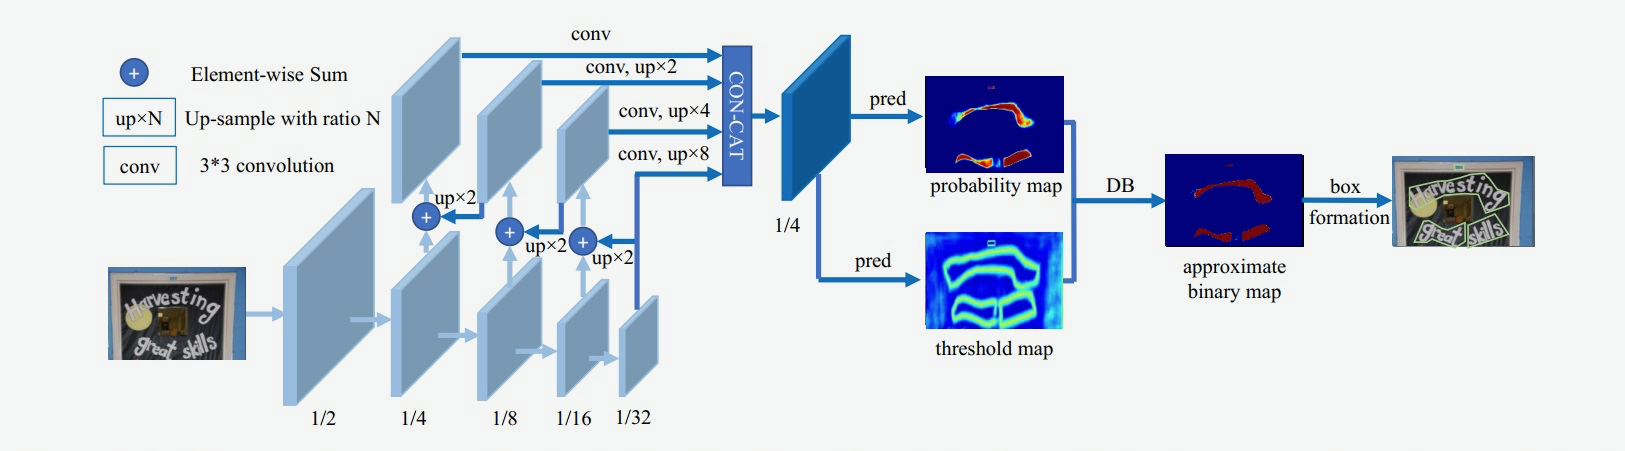 + Element-wise Sum
up×N Up-sample with ratio N
conv 3*3 convolution
Harvesting
great skills
1/2
1/4
1/8
1/16
1/32
+
up×2
+
up×2
+
up×2
conv
conv, up×2
conv, up×4
conv, up×8
CON-CAT
1/4
pred
probability map
pred
threshold map
DB
approximate
binary map
box
formation
Harvesting
great skills